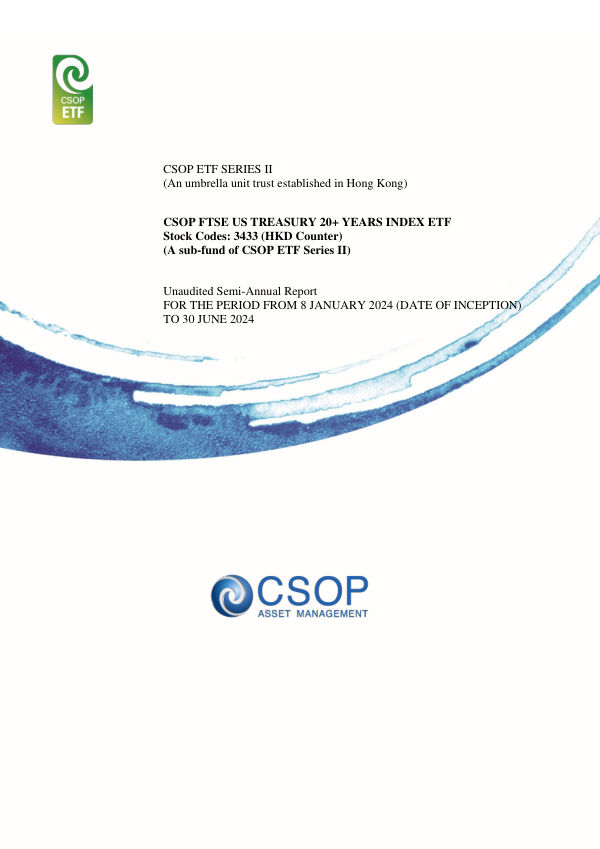 CSOP
ETF
CSOP ETF SERIES II
(An umbrella unit trust established in Hong Kong)
CSOP FTSE US TREASURY 20+ YEARS INDEX ETF
Stock Codes: 3433 (HKD Counter)
(A sub-fund of CSOP ETF Series II)
Unaudited Semi-Annual Report
FOR THE PERIOD FROM 8 JANUARY 2024 (DATE OF INCEPTION)
TO 30 JUNE 2024
CSOP
ASSET MANAGEMENT